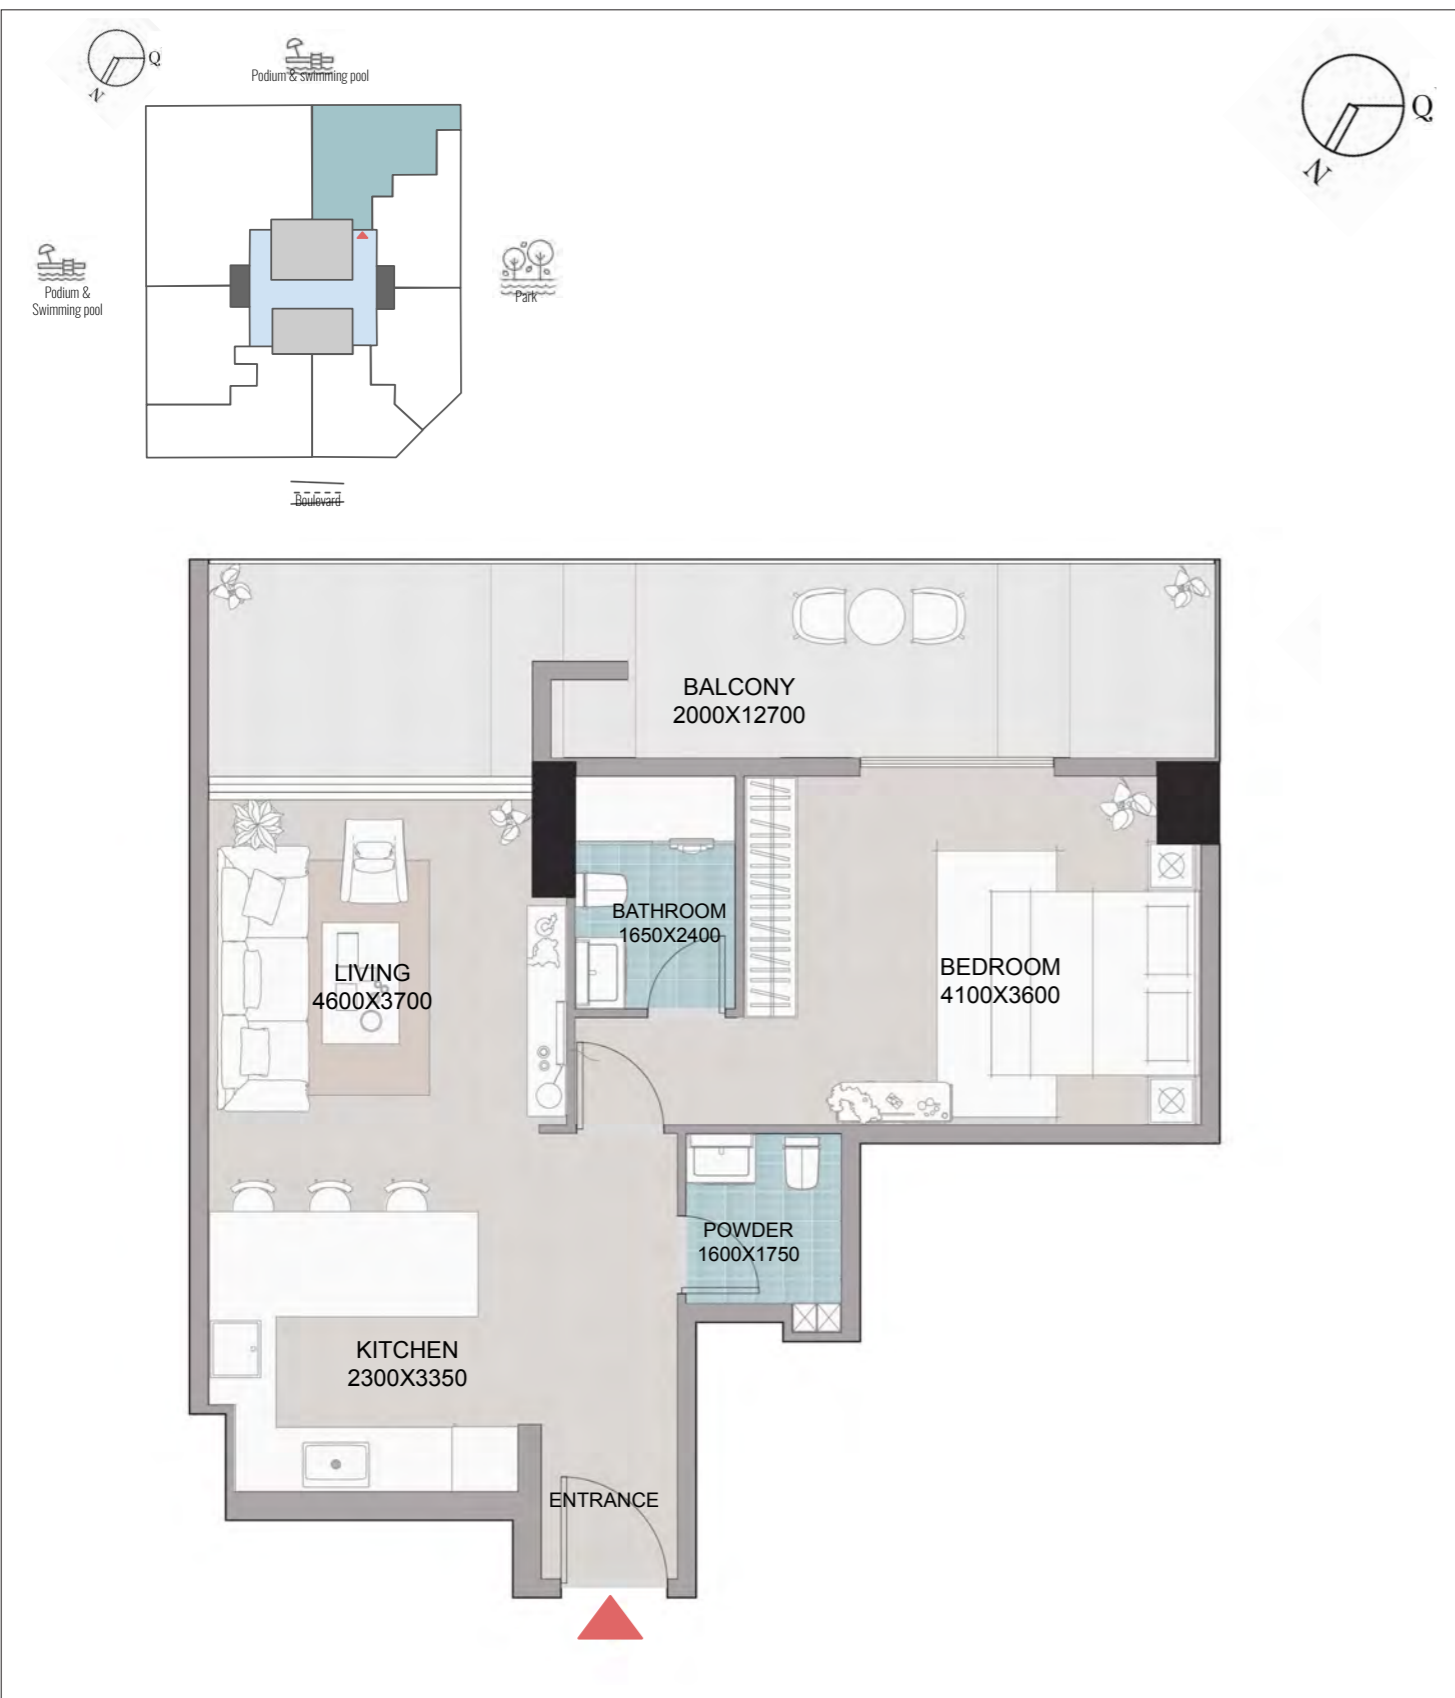 Q
N
Podium & swimming pool
Q
N
Podium &
Swimming pool
Park
Boulevard
BALCONY
2000X12700
BATHROOM
1650X2400
LIVING
4600X3700
BEDROOM
4100X3600
POWDER
1600X1750
KITCHEN
2300X3350
ENTRANCE